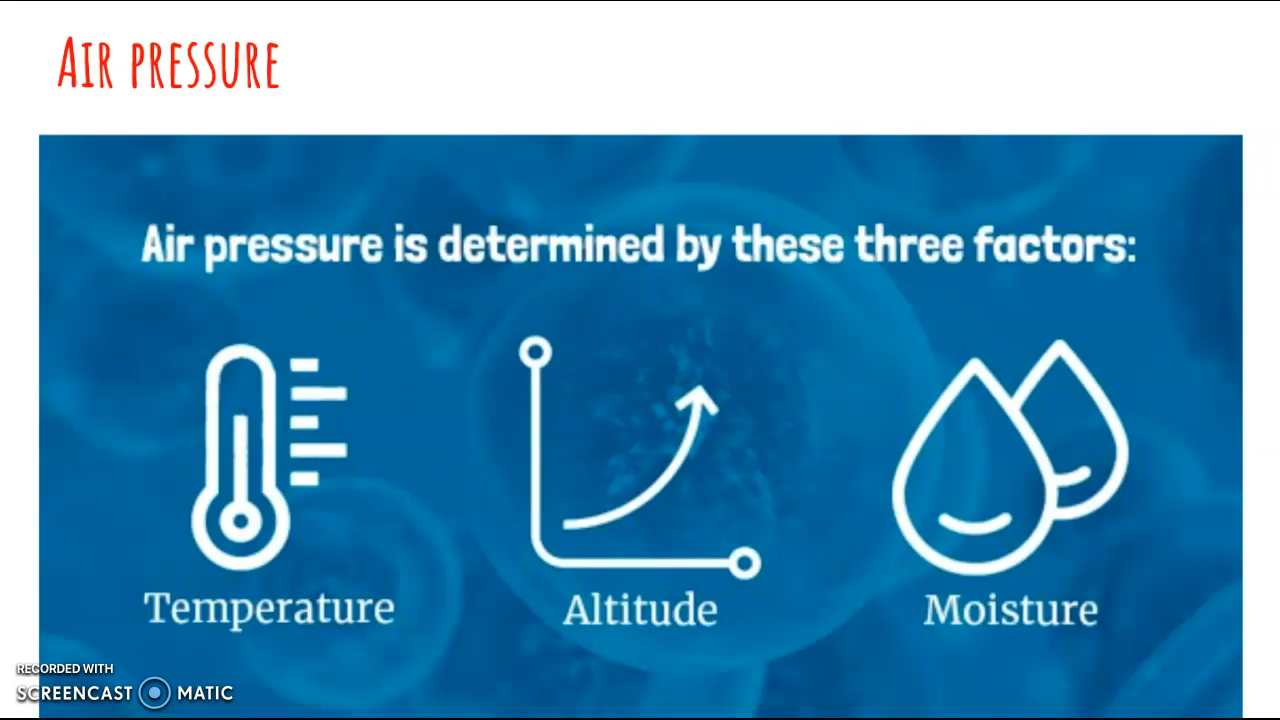 Air pressure
Air pressure is determined by these three factors:
Temperature
Altitude
Moisture
RECORDED WITH
SCREENCAST MATIC